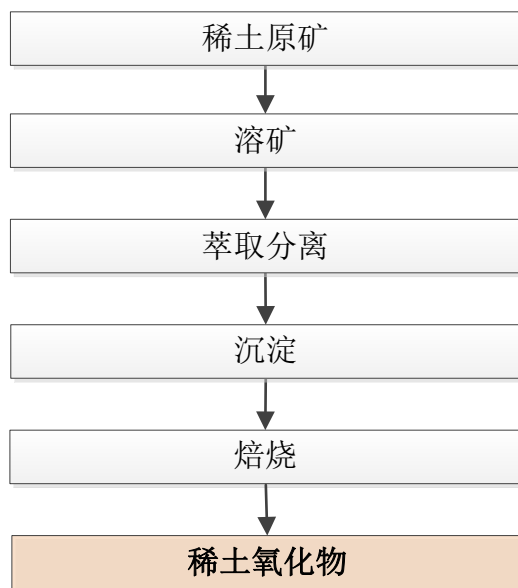 稀土原矿
溶矿
萃取分离
沉淀
焙烧
稀土氧化物